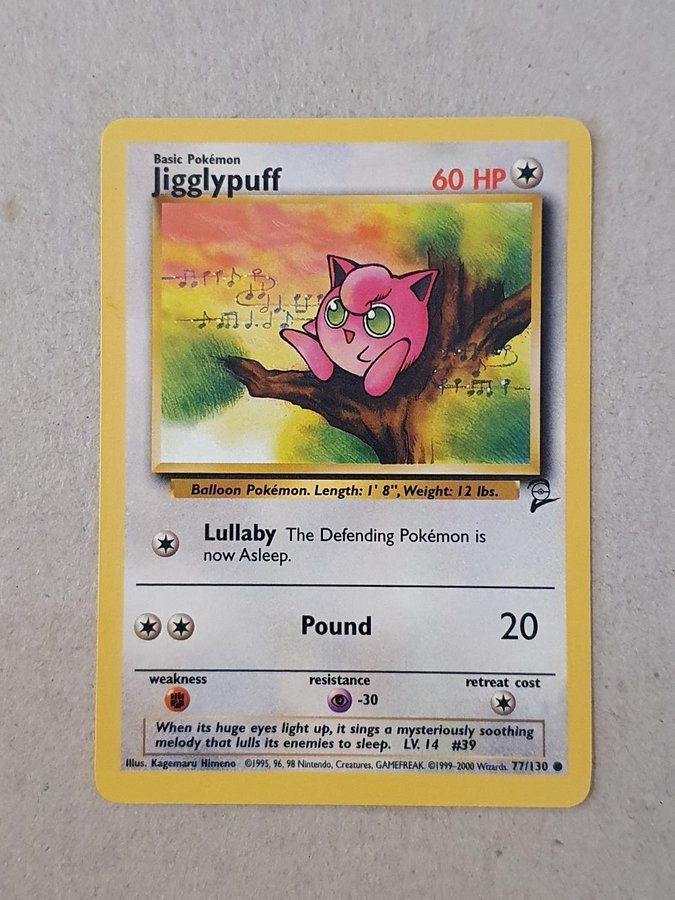 Basic Pokémon
Jigglypuff 60 HP
Balloon Pokémon. Length: 1' 8", Weight: 12 lbs.
Lullaby The Defending Pokémon is
now Asleep.
Pound 20
weakness resistance retreat cost
-30
When its huge eyes light up, it sings a mysteriously soothing
melody that lulls its enemies to sleep. LV. 14 #39
Illus. Kagemaru Himeno ©1995, 96, 98 Nintendo, Creatures, GAMEFREAK. ©1999-2000 Wizards. 77/130